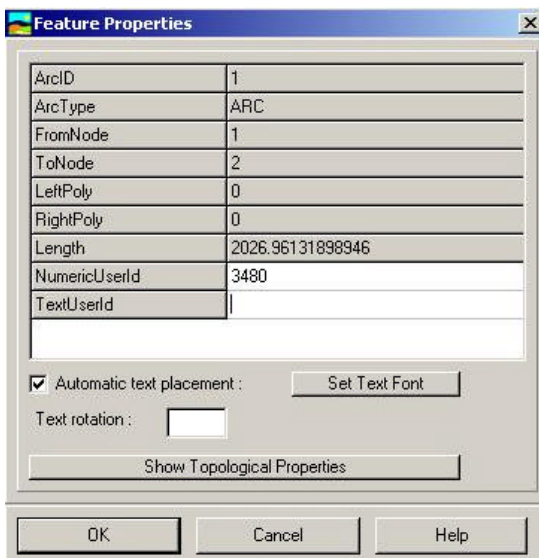 Feature Properties
ArcID 1
ArcType ARC
FromNode 1
ToNode 2
LeftPoly 0
RightPoly 0
Length 2026.96131898946
NumericUserId 3480
TextUserId
Automatic text placement : Set Text Font
Text rotation :
Show Topological Properties
OK Cancel Help